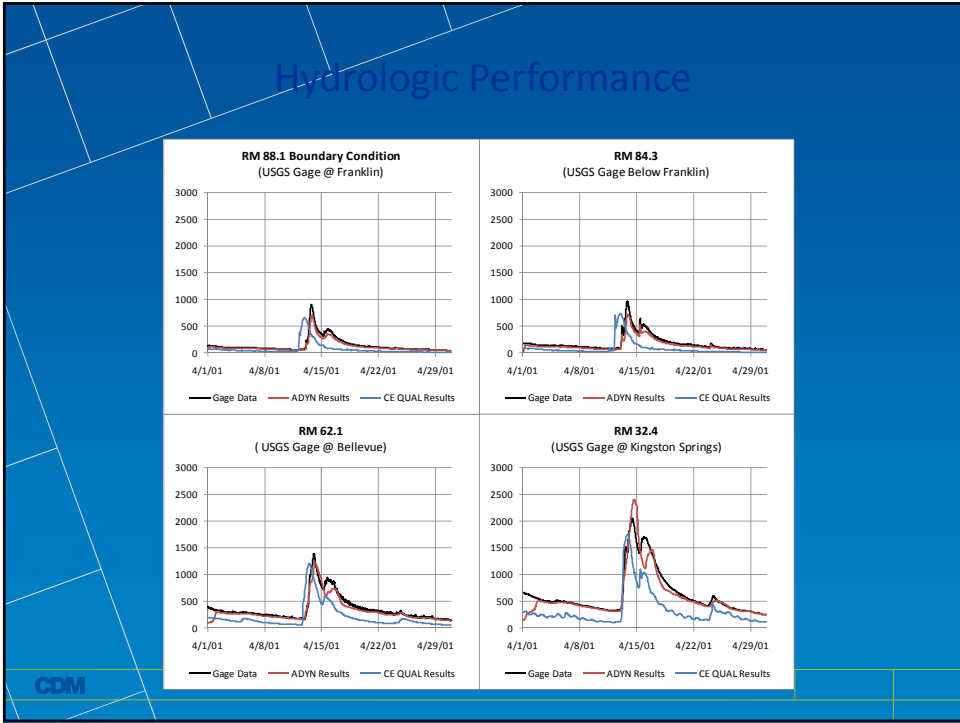 Hydrologic Performance
RM 88.1 Boundary Condition
(USGS Gage @ Franklin)
3000
2500
2000
1500
1000
500
0
4/1/01 4/8/01 4/15/01 4/22/01 4/29/01
Gage Data ADYN Results CE QUAL Results
RM 84.3
(USGS Gage Below Franklin)
3000
2500
2000
1500
1000
500
0
4/1/01 4/8/01 4/15/01 4/22/01 4/29/01
Gage Data ADYN Results CE QUAL Results
RM 62.1
( USGS Gage @ Bellevue)
3000
2500
2000
1500
1000
500
0
4/1/01 4/8/01 4/15/01 4/22/01 4/29/01
Gage Data ADYN Results CE QUAL Results
RM 32.4
(USGS Gage @ Kingston Springs)
3000
2500
2000
1500
1000
500
0
4/1/01 4/8/01 4/15/01 4/22/01 4/29/01
Gage Data ADYN Results CE QUAL Results
CDM